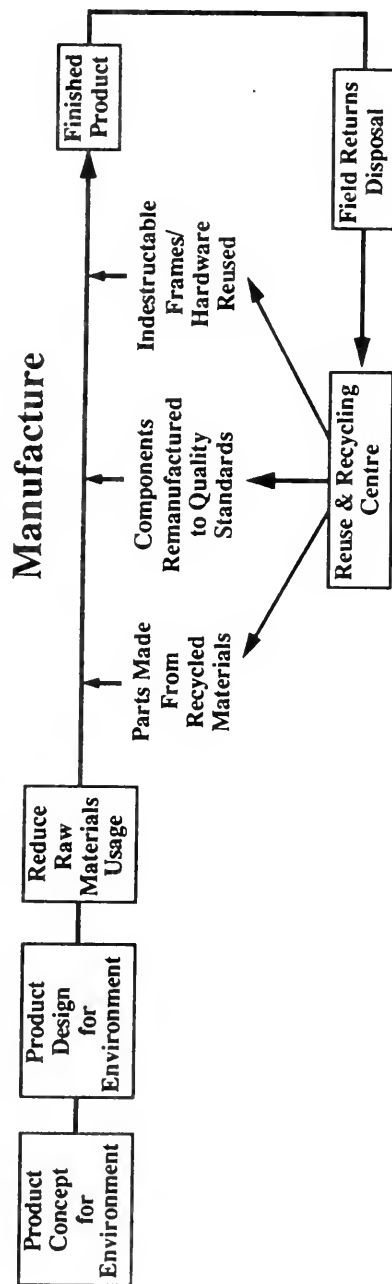 Manufacture
Product
Concept
for
Environment
Product
Design
for
Environment
Reduce
Raw
Materials
Usage
Finished
Product
Parts Made
From
Recycled
Materials
Components
Remanufactured
to Quality
Standards
Indestructable
Frames/
Hardware
Reused
Reuse & Recycling
Centre
Field Returns
Disposal